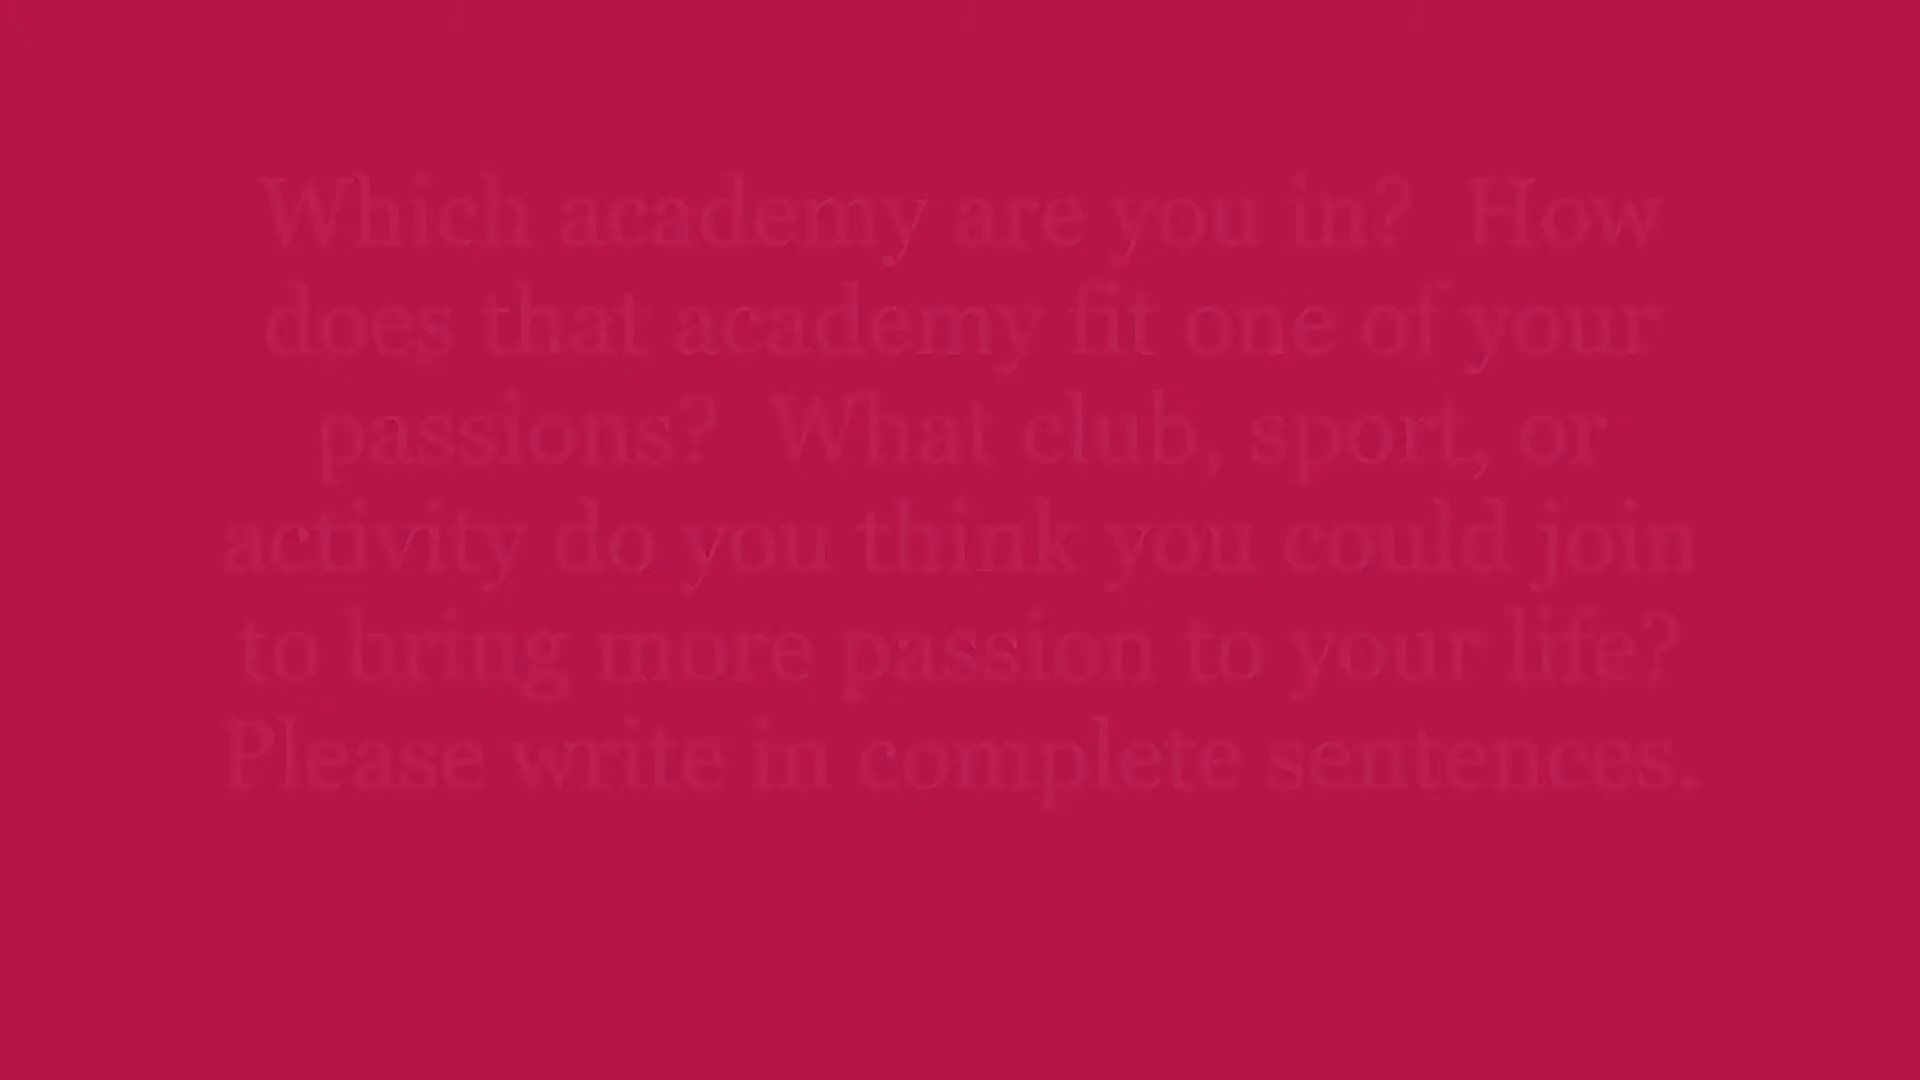 Which academy are you in?  How
does that academy fit one of your
passions?  What club, sport, or
activity do you think you could join
to bring more passion to your life?
Please write in complete sentences.